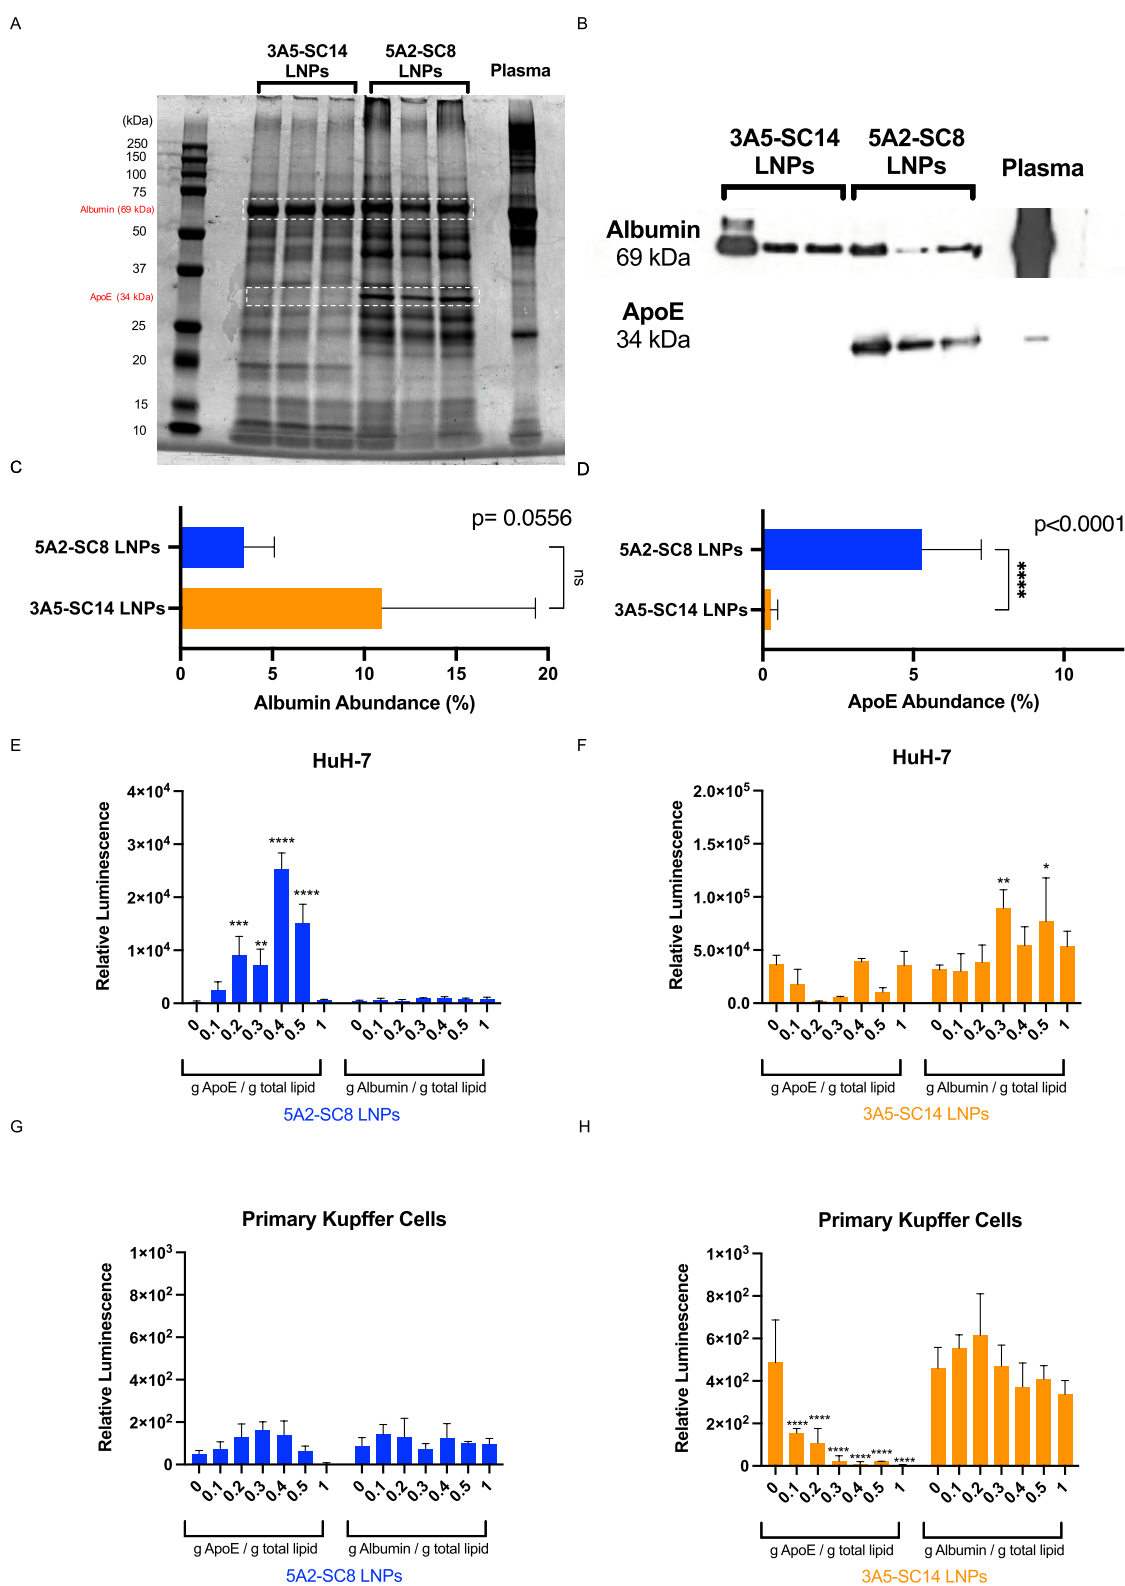 A
3A5-SC14
LNPs
5A2-SC8
LNPs
Plasma
(kDa)
250
150
100
75
Albumin (69 kDa)
50
37
ApoE (34 kDa)
25
20
15
10
B
3A5-SC14
LNPs
5A2-SC8
LNPs
Plasma
Albumin
69 kDa
ApoE
34 kDa
C
p= 0.0556
5A2-SC8 LNPs
ns
3A5-SC14 LNPs
0 5 10 15 20
Albumin Abundance (%)
D
p<0.0001
5A2-SC8 LNPs
****
3A5-SC14 LNPs
0 5 10
ApoE Abundance (%)
E
HuH-7
Relative Luminescence
4×10⁴
3×10⁴
2×10⁴
1×10⁴
0
*** ** **** ****
0 0.1 0.2 0.3 0.4 0.5 1 0 0.1 0.2 0.3 0.4 0.5 1
g ApoE / g total lipid g Albumin / g total lipid
5A2-SC8 LNPs
F
HuH-7
Relative Luminescence
2.0×10⁵
1.5×10⁵
1.0×10⁵
5.0×10⁴
0.0
** *
0 0.1 0.2 0.3 0.4 0.5 1 0 0.1 0.2 0.3 0.4 0.5 1
g ApoE / g total lipid g Albumin / g total lipid
3A5-SC14 LNPs
G
Primary Kupffer Cells
Relative Luminescence
1×10³
8×10²
6×10²
4×10²
2×10²
0
0 0.1 0.2 0.3 0.4 0.5 1 0 0.1 0.2 0.3 0.4 0.5 1
g ApoE / g total lipid g Albumin / g total lipid
5A2-SC8 LNPs
H
Primary Kupffer Cells
Relative Luminescence
1×10³
8×10²
6×10²
4×10²
2×10²
0
**** **** **** **** **** ****
0 0.1 0.2 0.3 0.4 0.5 1 0 0.1 0.2 0.3 0.4 0.5 1
g ApoE / g total lipid g Albumin / g total lipid
3A5-SC14 LNPs